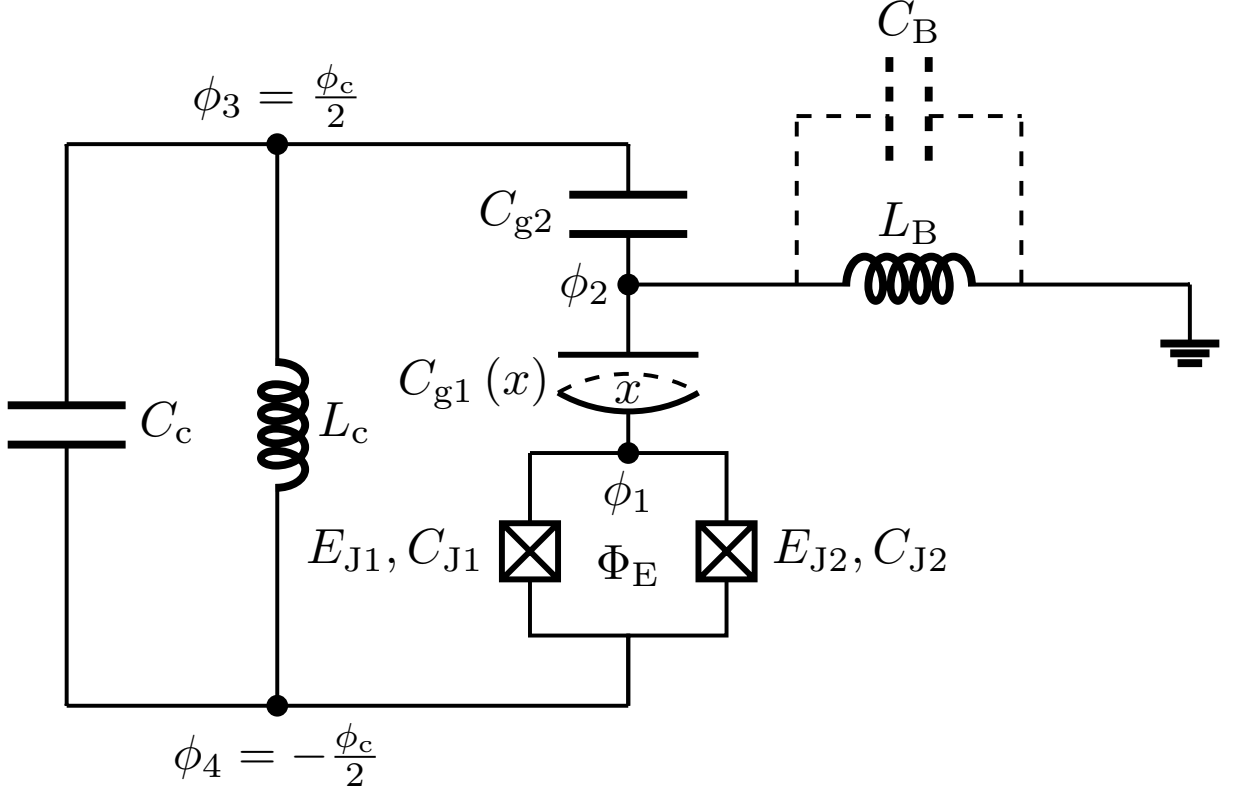 C_B
ϕ_3 = ϕ_c/2
C_g2
L_B
ϕ_2
C_g1 (x)
x
C_c
L_c
ϕ_1
E_J1, C_J1
Φ_E
E_J2, C_J2
ϕ_4 = −ϕ_c/2